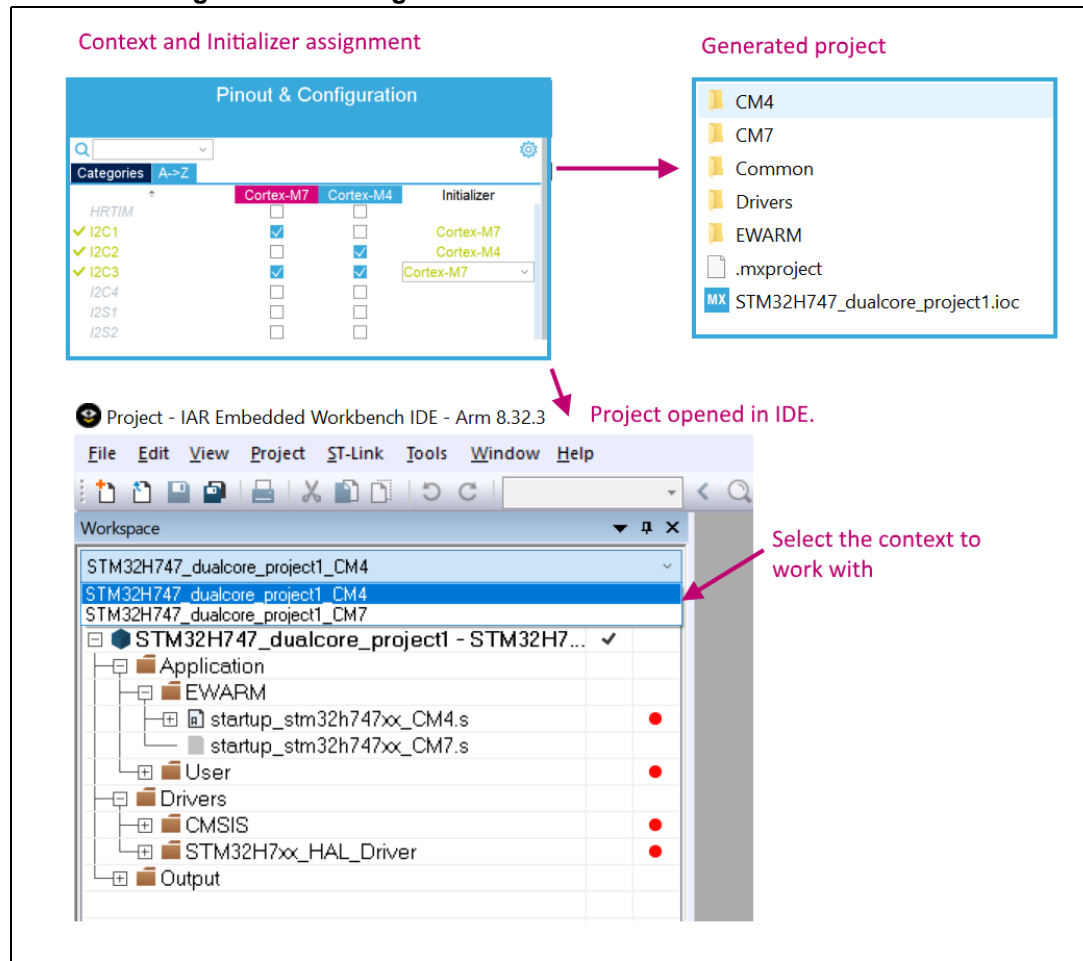 Context and Initializer assignment
Generated project
Pinout & Configuration
Categories A->Z
Cortex-M7 Cortex-M4 Initializer
HRTIM
I2C1 Cortex-M7
I2C2 Cortex-M4
I2C3 Cortex-M7
I2C4
I2S1
I2S2
CM4
CM7
Common
Drivers
EWARM
.mxproject
MX STM32H747_dualcore_project1.ioc
Project - IAR Embedded Workbench IDE - Arm 8.32.3
Project opened in IDE.
File Edit View Project ST-Link Tools Window Help
Workspace
STM32H747_dualcore_project1_CM4
STM32H747_dualcore_project1_CM4
STM32H747_dualcore_project1_CM7
Select the context to
work with
STM32H747_dualcore_project1 - STM32H7...
Application
EWARM
startup_stm32h747xx_CM4.s
startup_stm32h747xx_CM7.s
User
Drivers
CMSIS
STM32H7xx_HAL_Driver
Output